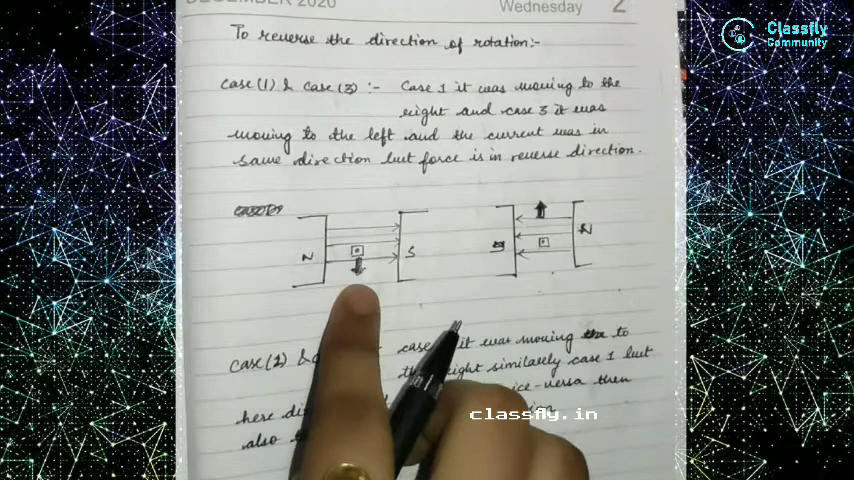 DECEMBER 2020
Wednesday 2
Classfly
Community
To reverse the direction of rotation:-
case(1) & case(3) :- Case 1 it was moving to the
right and case 3 it was
moving to the left and the current was in
same direction but force is in reverse direction.
N S S N
case(2) & case it was moving to
right similarly case 1 but
here vice-versa then
also
classfly.in